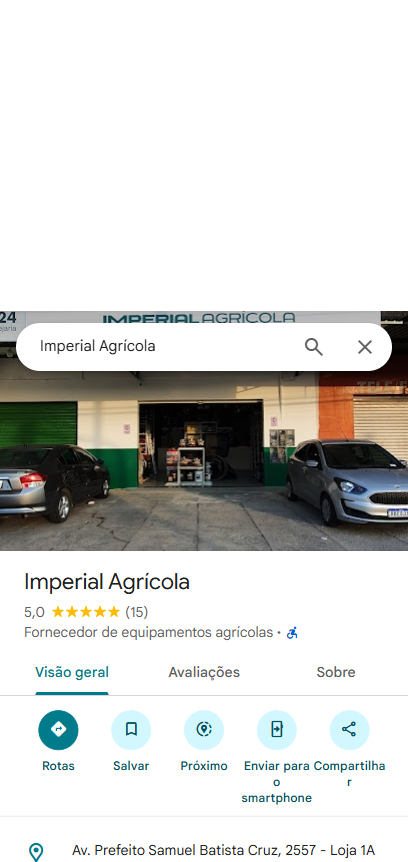 24
IMPERIAL AGRICOLA
Imperial Agrícola
Imperial Agrícola
5,0 (15)
Fornecedor de equipamentos agrícolas ·
Visão geral Avaliações Sobre
Rotas Salvar Próximo Enviar para o smartphone Compartilhar
Av. Prefeito Samuel Batista Cruz, 2557 - Loja 1A